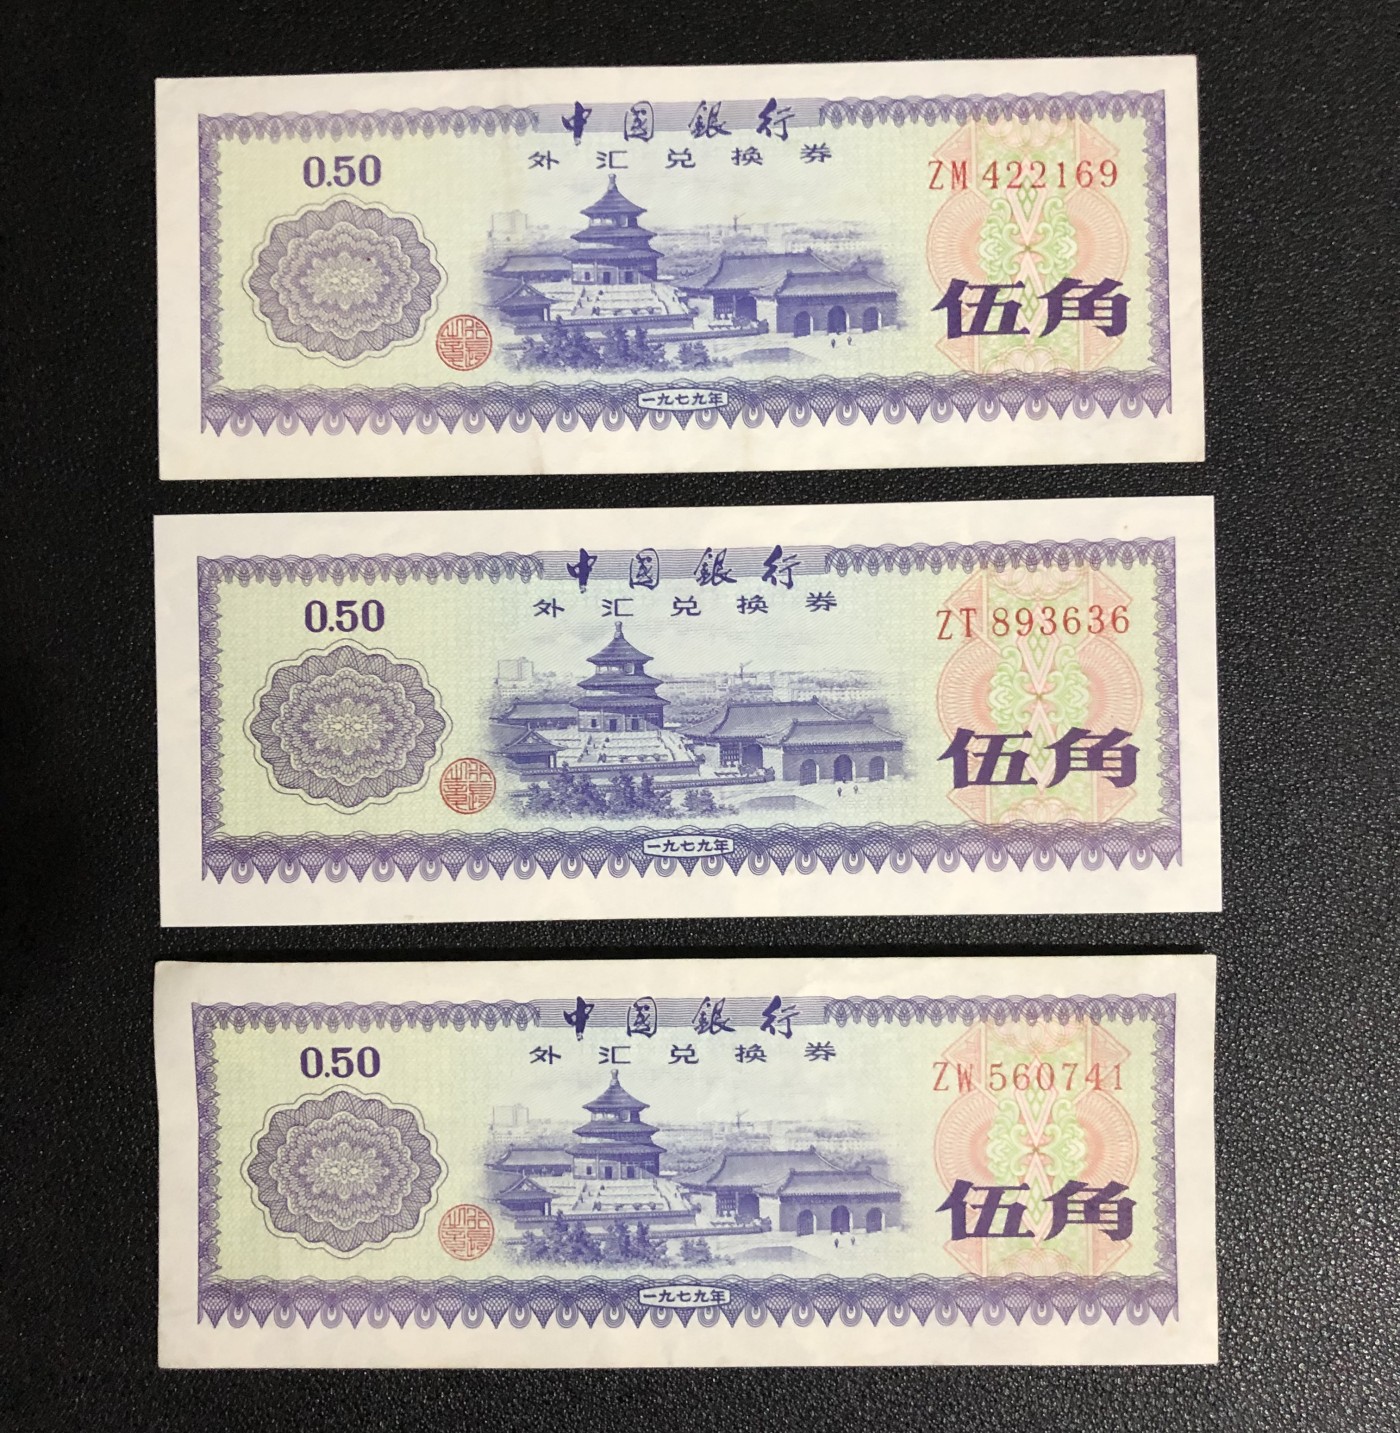 中国銀行
外汇兑换券
0.50
ZM 422169
伍角
一九七九年
中国銀行
外汇兑换券
0.50
ZT 893636
伍角
一九七九年
中国銀行
外汇兑换券
0.50
ZW 560741
伍角
一九七九年